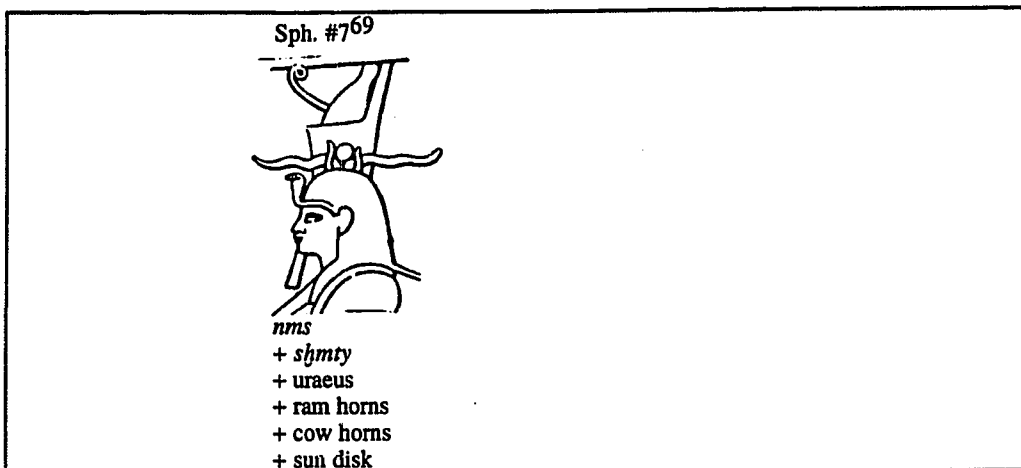 Sph. #7⁶⁹
nms
+ sḫmty
+ uraeus
+ ram horns
+ cow horns
+ sun disk